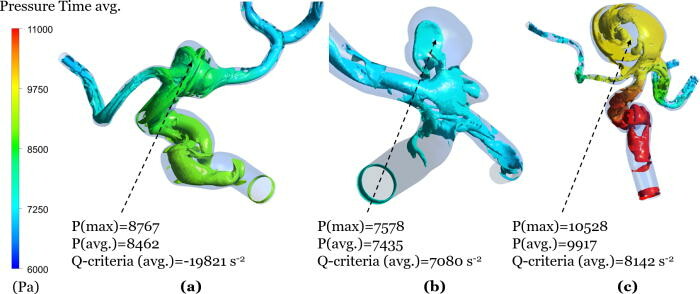 Pressure Time avg.
11000
9750
8500
7250
6000
(Pa)
P(max)=8767
P(avg.)=8462
Q-criteria (avg.)=-19821 s⁻²
(a)
P(max)=7578
P(avg.)=7435
Q-criteria (avg.)=7080 s⁻²
(b)
P(max)=10528
P(avg.)=9917
Q-criteria (avg.)=8142 s⁻²
(c)